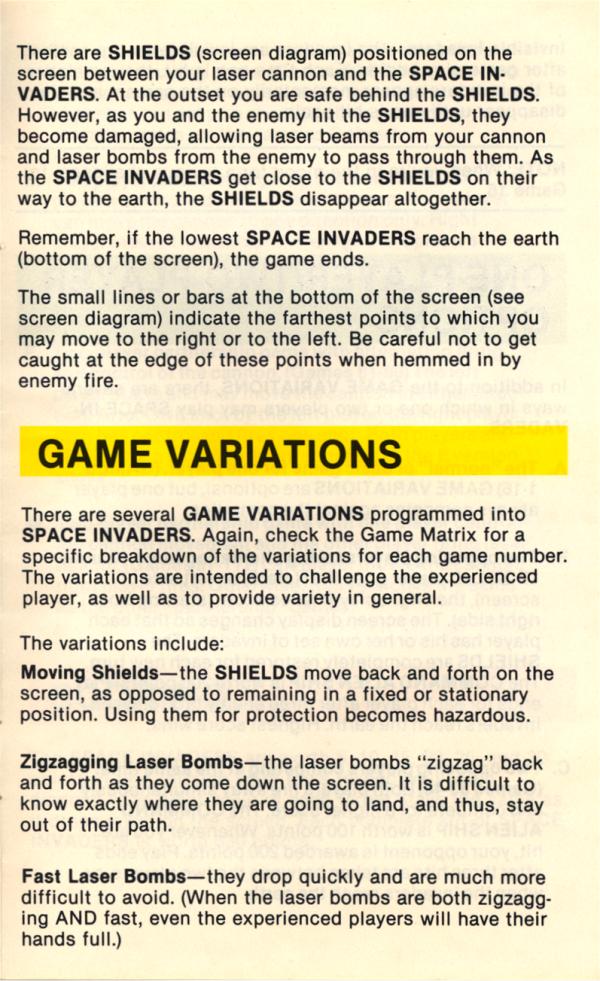 There are SHIELDS (screen diagram) positioned on the
screen between your laser cannon and the SPACE IN-
VADERS. At the outset you are safe behind the SHIELDS.
However, as you and the enemy hit the SHIELDS, they
become damaged, allowing laser beams from your cannon
and laser bombs from the enemy to pass through them. As
the SPACE INVADERS get close to the SHIELDS on their
way to the earth, the SHIELDS disappear altogether.
Remember, if the lowest SPACE INVADERS reach the earth
(bottom of the screen), the game ends.
The small lines or bars at the bottom of the screen (see
screen diagram) indicate the farthest points to which you
may move to the right or to the left. Be careful not to get
caught at the edge of these points when hemmed in by
enemy fire.
GAME VARIATIONS
There are several GAME VARIATIONS programmed into
SPACE INVADERS. Again, check the Game Matrix for a
specific breakdown of the variations for each game number.
The variations are intended to challenge the experienced
player, as well as to provide variety in general.
The variations include:
Moving Shields—the SHIELDS move back and forth on the
screen, as opposed to remaining in a fixed or stationary
position. Using them for protection becomes hazardous.
Zigzagging Laser Bombs—the laser bombs "zigzag" back
and forth as they come down the screen. It is difficult to
know exactly where they are going to land, and thus, stay
out of their path.
Fast Laser Bombs—they drop quickly and are much more
difficult to avoid. (When the laser bombs are both zigzagg-
ing AND fast, even the experienced players will have their
hands full.)